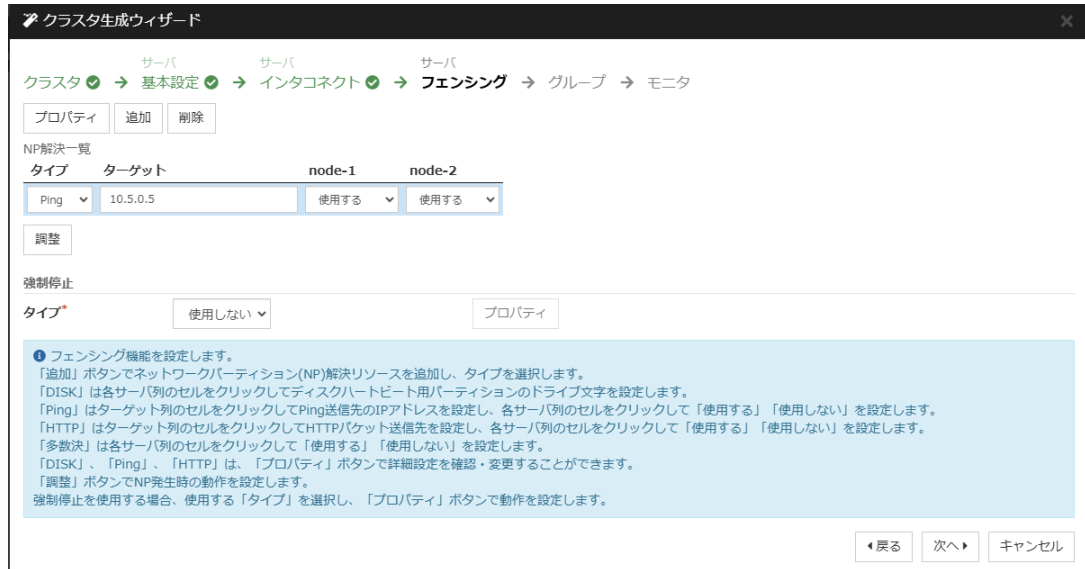 クラスタ生成ウィザード
サーバ サーバ サーバ
クラスタ → 基本設定 → インタコネクト → フェンシング → グループ → モニタ
プロパティ 追加 削除
NP解決一覧
タイプ ターゲット node-1 node-2
Ping 10.5.0.5 使用する 使用する
調整
強制停止
タイプ* 使用しない プロパティ
フェンシング機能を設定します。
「追加」ボタンでネットワークパーティション(NP)解決リソースを追加し、タイプを選択します。
「DISK」は各サーバ列のセルをクリックしてディスクハートビート用パーティションのドライブ文字を設定します。
「Ping」はターゲット列のセルをクリックしてPing送信先のIPアドレスを設定し、各サーバ列のセルをクリックして「使用する」「使用しない」を設定します。
「HTTP」はターゲット列のセルをクリックしてHTTPパケット送信先を設定し、各サーバ列のセルをクリックして「使用する」「使用しない」を設定します。
「多数決」は各サーバ列のセルをクリックして「使用する」「使用しない」を設定します。
「DISK」、「Ping」、「HTTP」は、「プロパティ」ボタンで詳細設定を確認・変更することができます。
「調整」ボタンでNP発生時の動作を設定します。
強制停止を使用する場合、使用する「タイプ」を選択し、「プロパティ」ボタンで動作を設定します。
戻る 次へ キャンセル